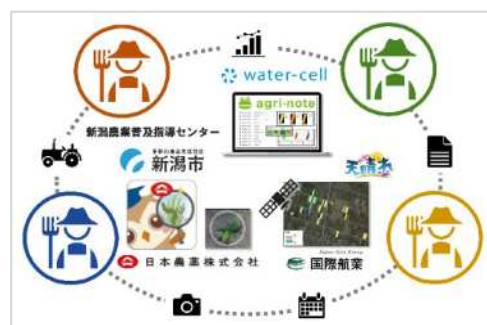 water-cell
agri-note
新潟農業普及指導センター
新潟市
天晴れ
日本農薬株式会社
国際航業